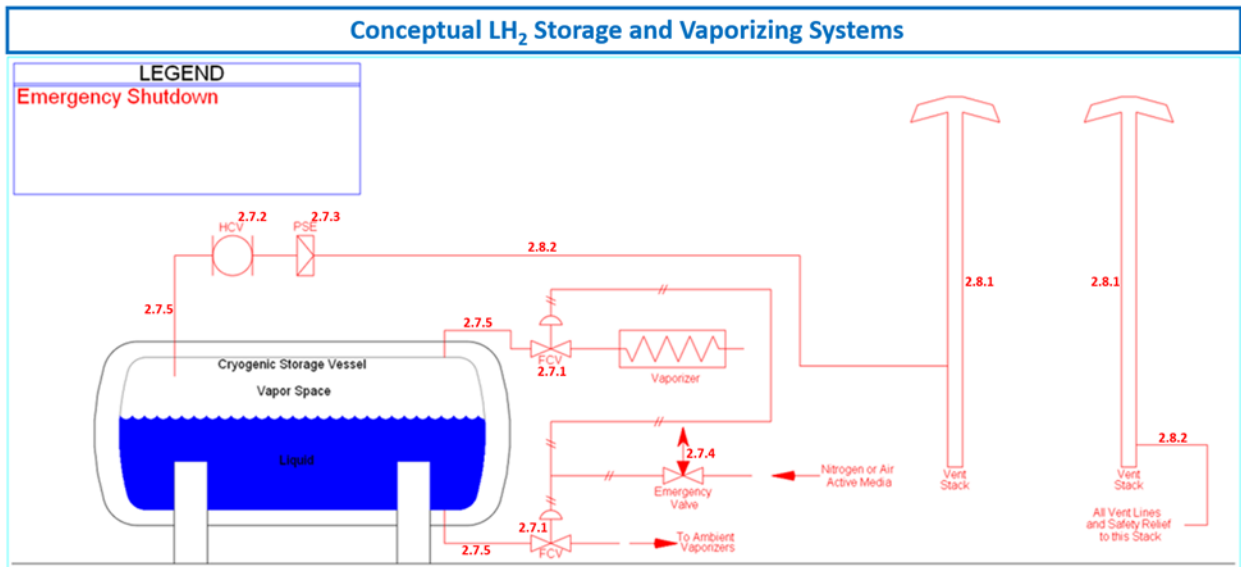 Conceptual LH₂ Storage and Vaporizing Systems
LEGEND
Emergency Shutdown
2.7.2
HCV
2.7.3
PSE
2.8.2
2.7.5
2.8.1
2.8.1
2.7.5
FCV
2.7.1
Vaporizer
Cryogenic Storage Vessel
Vapor Space
Liquid
2.7.4
Emergency
Valve
Nitrogen or Air
Active Media
Vent
Stack
Vent
Stack
2.8.2
All Vent Lines
and Safety Relief
to this Stack
2.7.5
2.7.1
FCV
To Ambient
Vaporizers